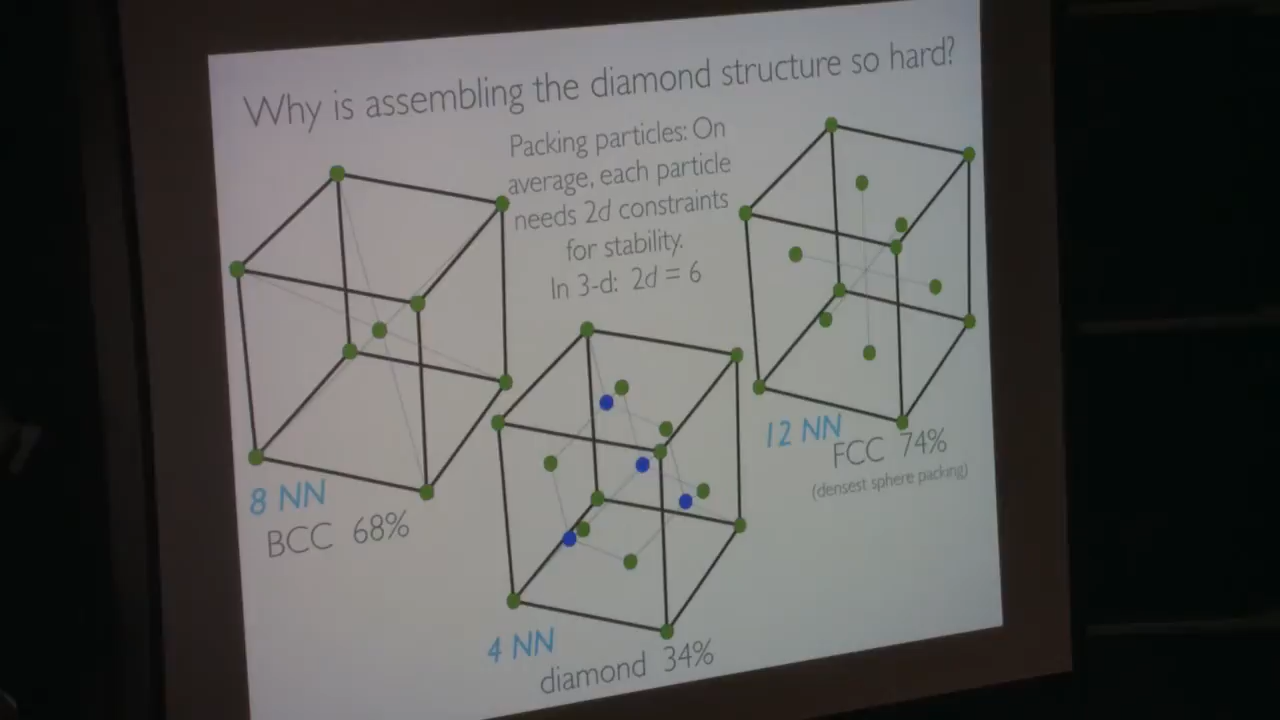 Why is assembling the diamond structure so hard?
Packing particles: On
average, each particle
needs 2d constraints
for stability.
In 3-d: 2d = 6
8 NN
BCC 68%
4 NN
diamond 34%
12 NN
FCC 74%
(densest sphere packing)